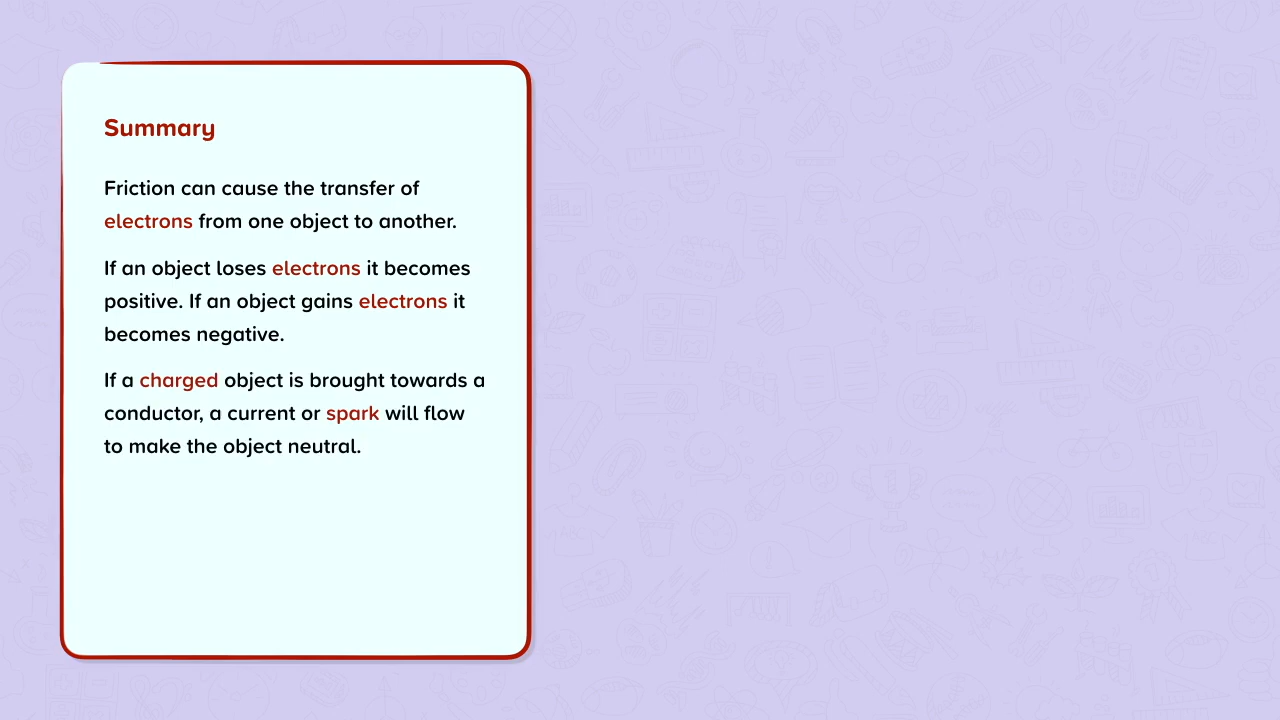 Summary
Friction can cause the transfer of
electrons from one object to another.
If an object loses electrons it becomes
positive. If an object gains electrons it
becomes negative.
If a charged object is brought towards a
conductor, a current or spark will flow
to make the object neutral.